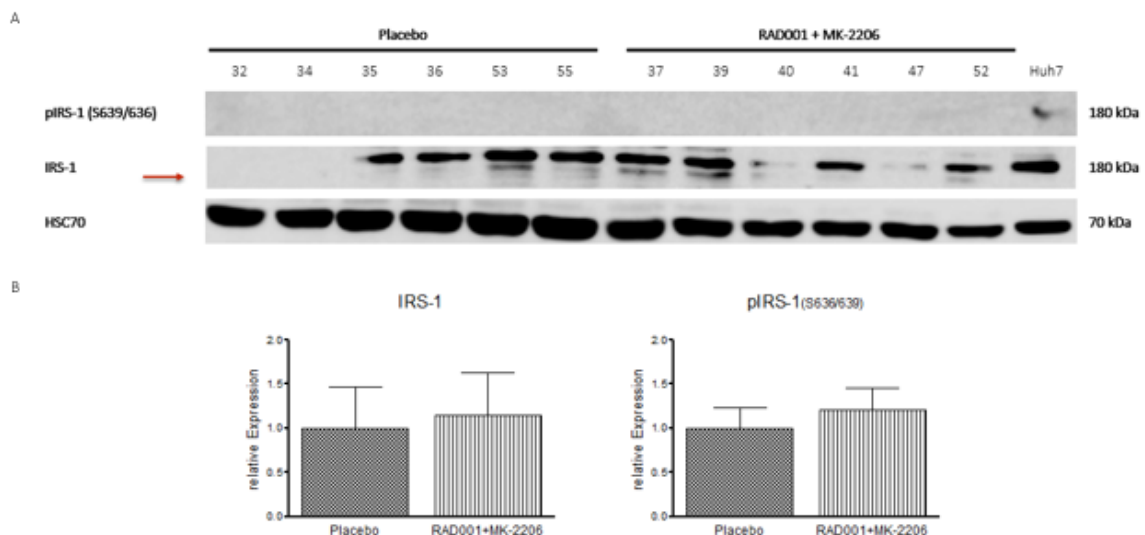 A
Placebo RAD001 + MK-2206
32 34 35 36 53 55 37 39 40 41 47 52 Huh7
pIRS-1 (S639/636) 180 kDa
IRS-1 180 kDa
HSC70 70 kDa
B
IRS-1 pIRS-1(S636/639)
2.0 2.0
1.5 1.5
1.0 1.0
0.5 0.5
0.0 0.0
relative Expression relative Expression
Placebo RAD001+MK-2206 Placebo RAD001+MK-2206